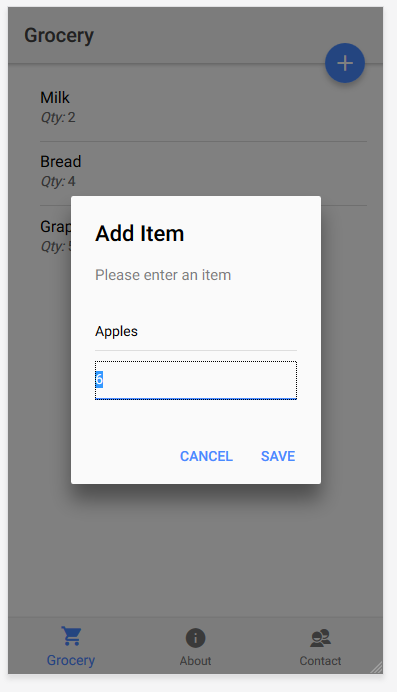 Grocery
Milk
Qty: 2
Bread
Qty: 4
Qty:
Add Item
Please enter an item
Apples
6
CANCEL SAVE
Grocery About Contact